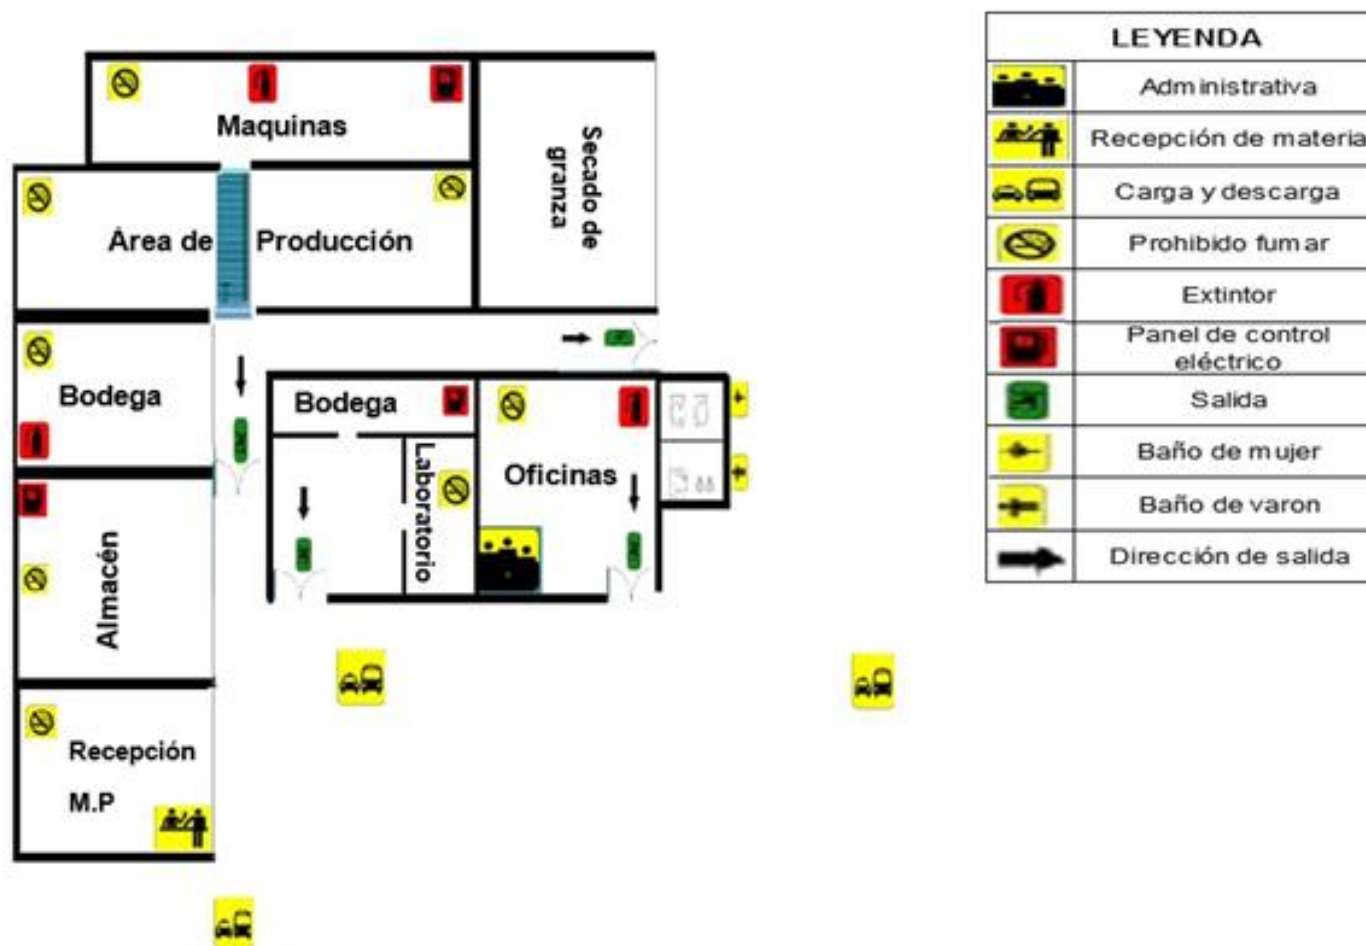 LEYENDA
Administrativa
Recepción de materia
Carga y descarga
Prohibido fumar
Extintor
Panel de control
eléctrico
Salida
Baño de mujer
Baño de varon
Dirección de salida
Maquinas
Secado de
granza
Área de Producción
Bodega
Bodega
Laboratorio
Oficinas
Almacén
Recepción
M.P